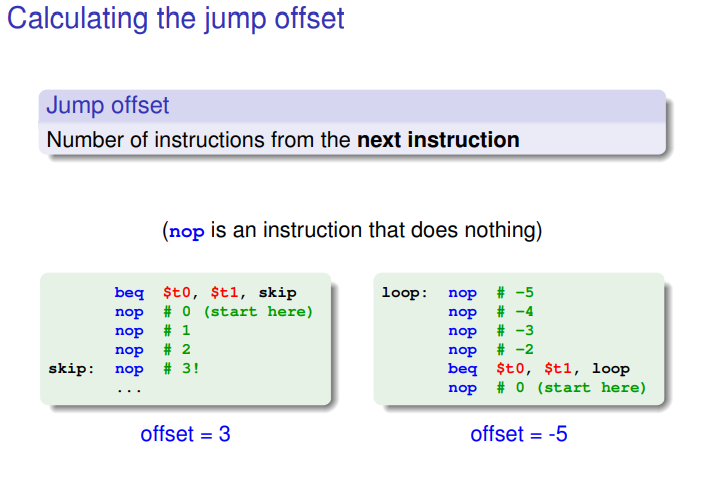 Calculating the jump offset
Jump offset
Number of instructions from the next instruction
(nop is an instruction that does nothing)
beq $t0, $t1, skip
nop # 0 (start here)
nop # 1
nop # 2
skip: nop # 3!
...
offset = 3
loop: nop # -5
nop # -4
nop # -3
nop # -2
beq $t0, $t1, loop
nop # 0 (start here)
offset = -5